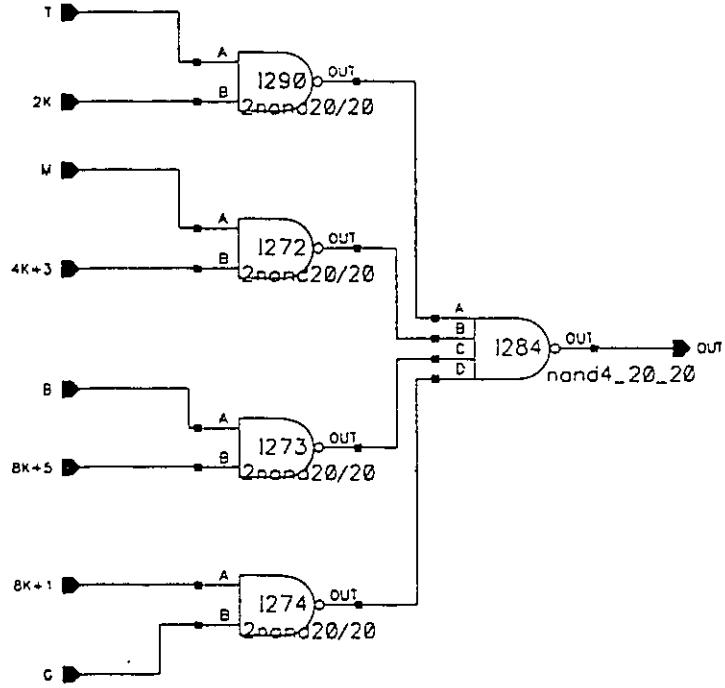 T
A
I290
OUT
2K
B
2nand20/20
M
A
I272
OUT
4K+3
B
2nand20/20
A
B
C
D
I284
OUT
OUT
nand4_20_20
B
A
I273
OUT
8K+5
B
2nand20/20
8K+1
A
I274
OUT
B
2nand20/20